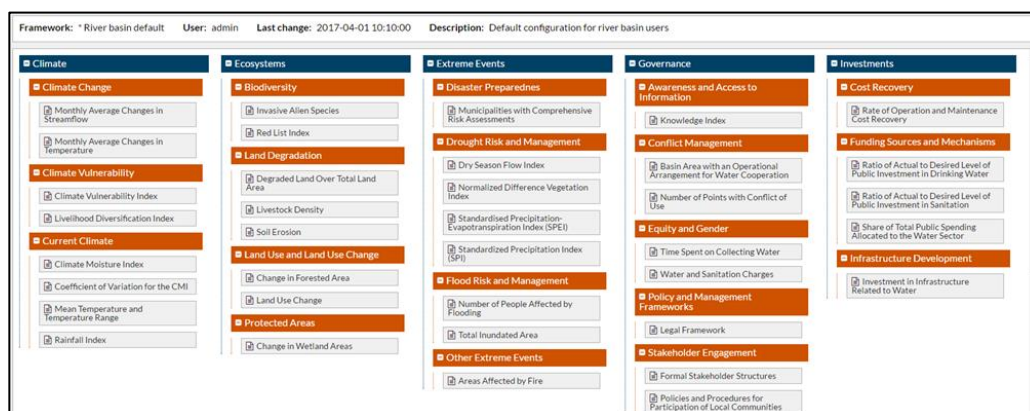 Framework: * River basin default User: admin Last change: 2017-04-01 10:10:00 Description: Default configuration for river basin users
Climate
Climate Change
Monthly Average Changes in
Streamflow
Monthly Average Changes in
Temperature
Climate Vulnerability
Climate Vulnerability Index
Livelihood Diversification Index
Current Climate
Climate Moisture Index
Coefficient of Variation for the CMI
Mean Temperature and
Temperature Range
Rainfall Index
Ecosystems
Biodiversity
Invasive Alien Species
Red List Index
Land Degradation
Degraded Land Over Total Land
Area
Livestock Density
Soil Erosion
Land Use and Land Use Change
Change in Forested Area
Land Use Change
Protected Areas
Change in Wetland Areas
Extreme Events
Disaster Preparednes
Municipalities with Comprehensive
Risk Assessments
Drought Risk and Management
Dry Season Flow Index
Normalized Difference Vegetation
Index
Standardised Precipitation-
Evapotranspiration Index (SPEI)
Standardized Precipitation Index
(SPI)
Flood Risk and Management
Number of People Affected by
Flooding
Total Inundated Area
Other Extreme Events
Areas Affected by Fire
Governance
Awareness and Access to
Information
Knowledge Index
Conflict Management
Basin Area with an Operational
Arrangement for Water Cooperation
Number of Points with Conflict of
Use
Equity and Gender
Time Spent on Collecting Water
Water and Sanitation Charges
Policy and Management
Frameworks
Legal Framework
Stakeholder Engagement
Formal Stakeholder Structures
Policies and Procedures for
Participation of Local Communities
Investments
Cost Recovery
Rate of Operation and Maintenance
Cost Recovery
Funding Sources and Mechanisms
Ratio of Actual to Desired Level of
Public Investment in Drinking Water
Ratio of Actual to Desired Level of
Public Investment in Sanitation
Share of Total Public Spending
Allocated to the Water Sector
Infrastructure Development
Investment in Infrastructure
Related to Water